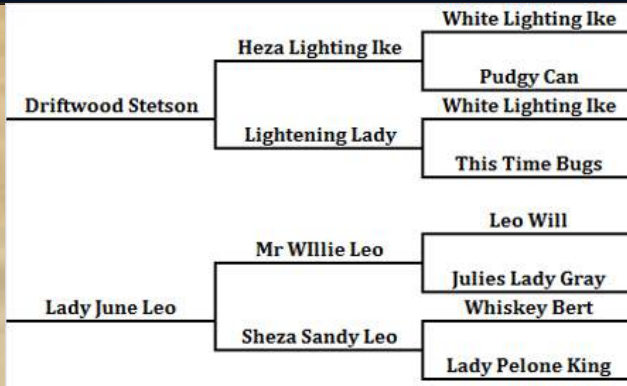 White Lighting Ike
Heza Lighting Ike
Pudgy Can
Driftwood Stetson
White Lighting Ike
Lightening Lady
This Time Bugs
Leo Will
Mr WIllie Leo
Julies Lady Gray
Lady June Leo
Whiskey Bert
Sheza Sandy Leo
Lady Pelone King